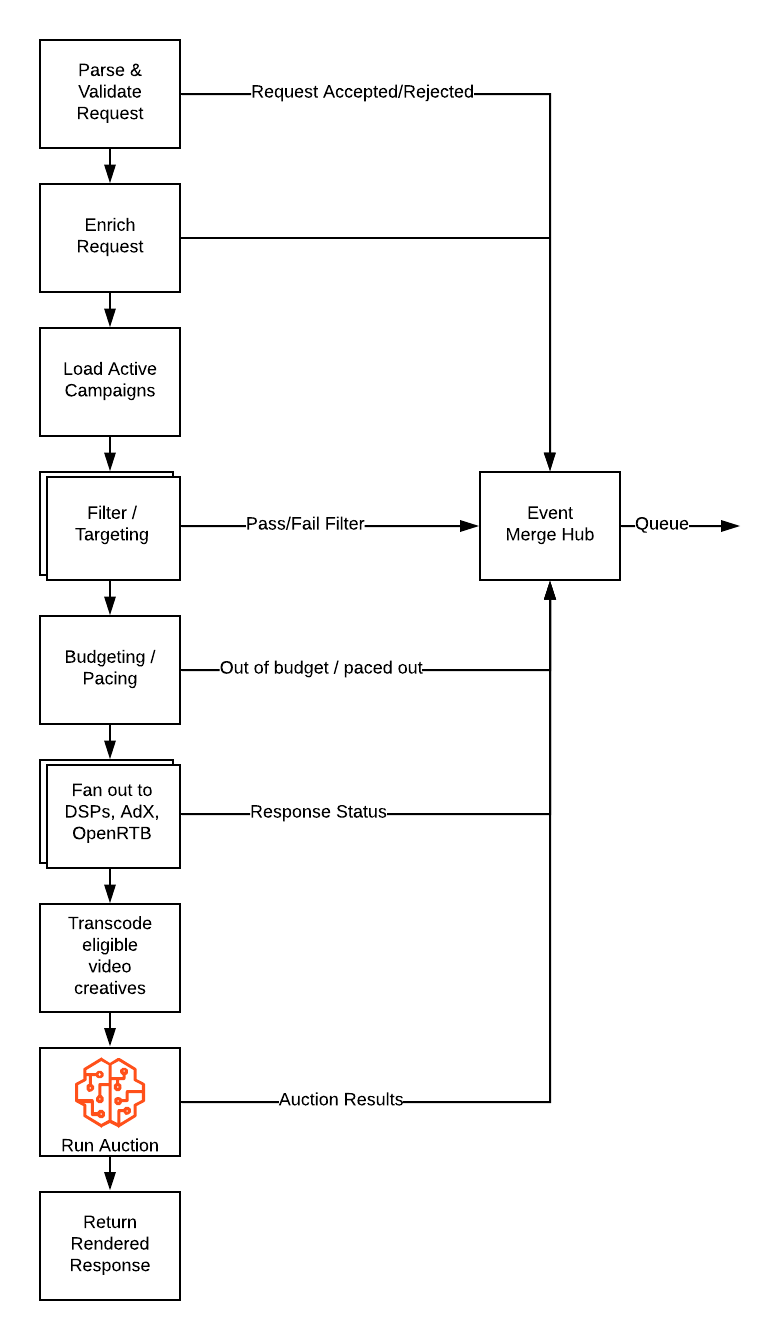 Parse &
Validate
Request
Request Accepted/Rejected
Enrich
Request
Load Active
Campaigns
Filter /
Targeting
Pass/Fail Filter
Event
Merge Hub
Queue
Budgeting /
Pacing
Out of budget / paced out
Fan out to
DSPs, AdX,
OpenRTB
Response Status
Transcode
eligible
video
creatives
Run Auction
Auction Results
Return
Rendered
Response